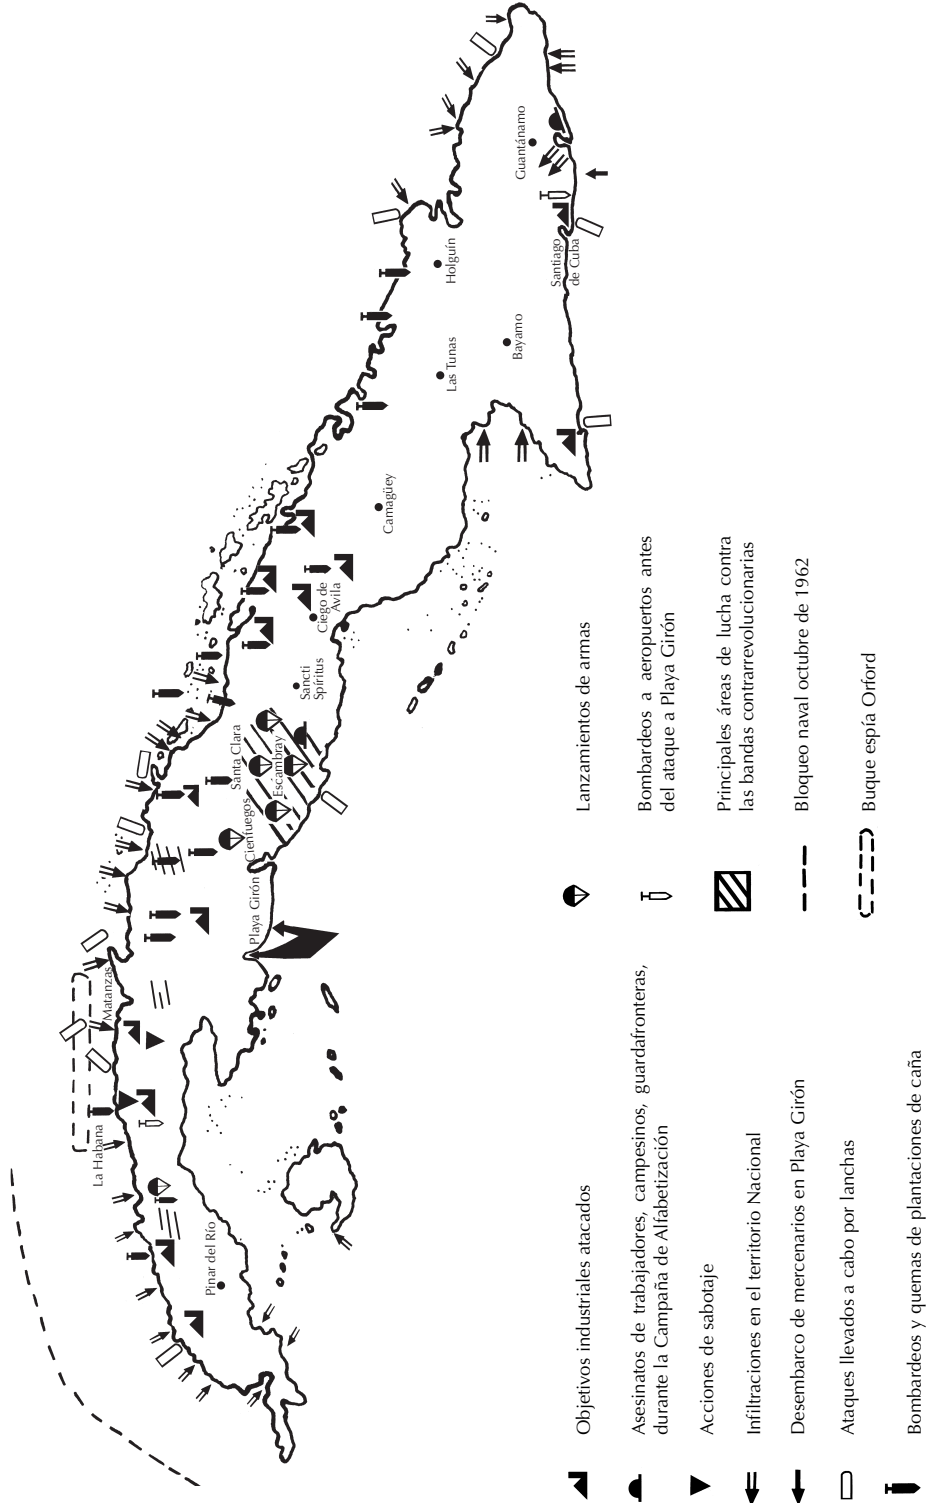 Pinar del Río
La Habana
Matanzas
Playa Girón
Cienfuegos
Santa Clara
Escambray
Sancti
Spíritus
Ciego de
Avila
Camagüey
Las Tunas
Bayamo
Holguín
Santiago
de Cuba
Guantánamo
Objetivos industriales atacados
Asesinatos de trabajadores, campesinos, guardafronteras,
durante la Campaña de Alfabetización
Acciones de sabotaje
Infiltraciones en el territorio Nacional
Desembarco de mercenarios en Playa Girón
Ataques llevados a cabo por lanchas
Bombardeos y quemas de plantaciones de caña
Lanzamientos de armas
Bombardeos a aeropuertos antes
del ataque a Playa Girón
Principales áreas de lucha contra
las bandas contrarrevolucionarias
Bloqueo naval octubre de 1962
Buque espía Orford